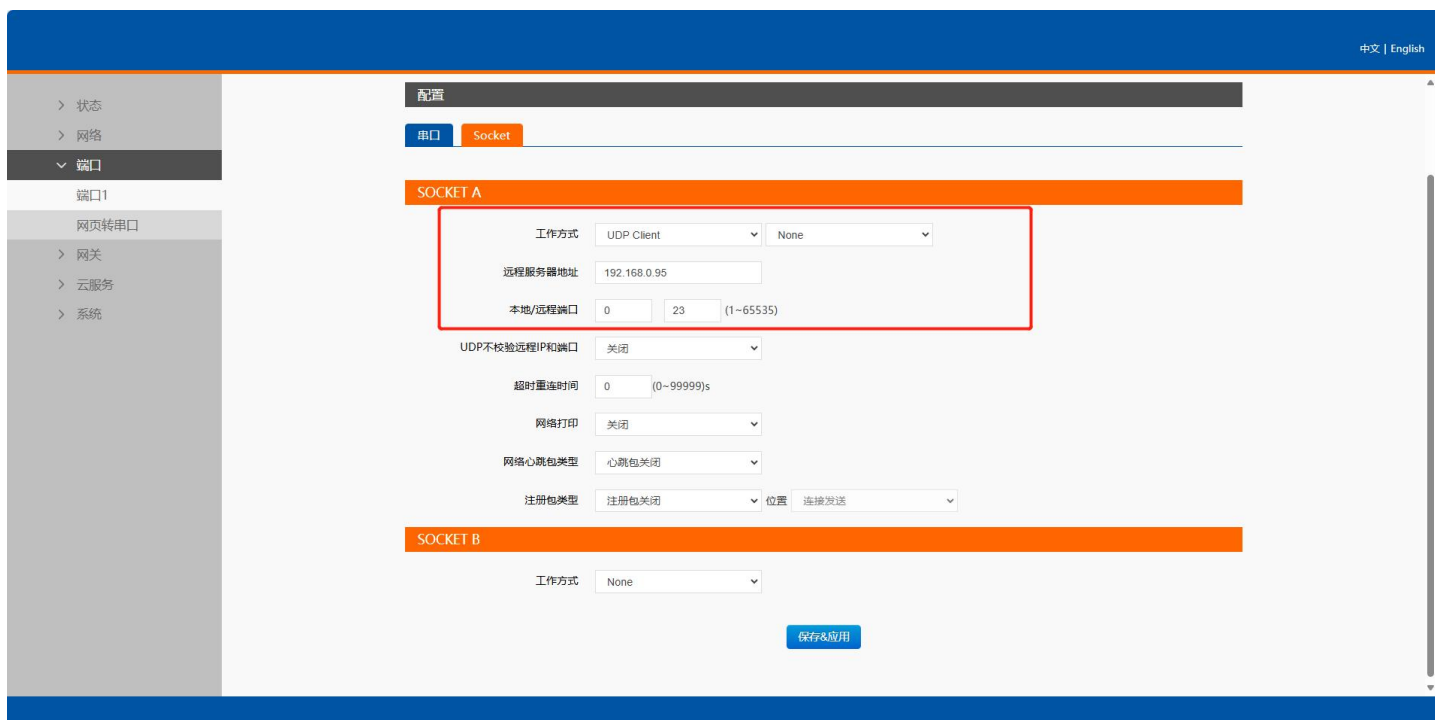 中文 | English
状态
网络
端口
端口1
网页转串口
网关
云服务
系统
配置
串口 Socket
SOCKET A
工作方式 UDP Client None
远程服务器地址 192.168.0.95
本地/远程端口 0 23 (1~65535)
UDP不校验远程IP和端口 关闭
超时重连时间 0 (0~99999)s
网络打印 关闭
网络心跳包类型 心跳包关闭
注册包类型 注册包关闭 位置 连接发送
SOCKET B
工作方式 None
保存&应用